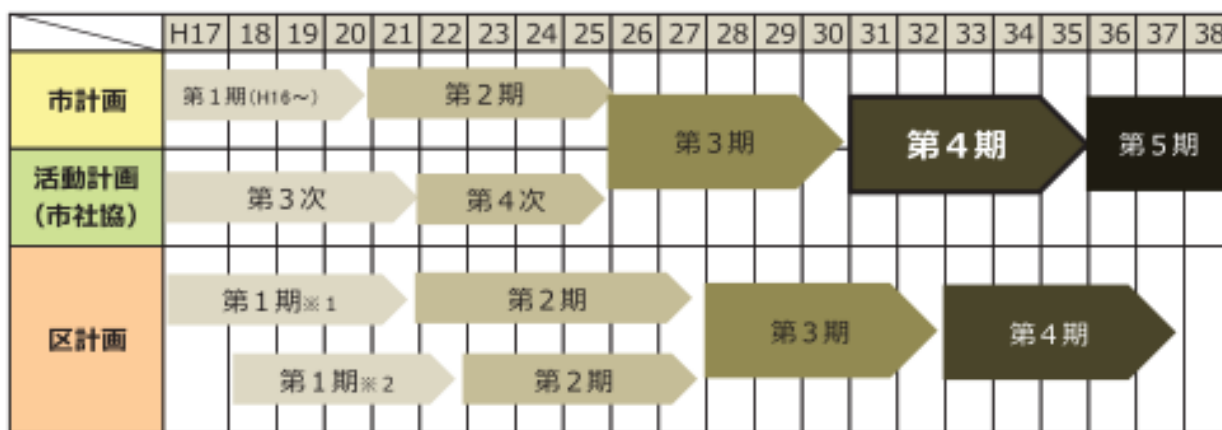 H17 18 19 20 21 22 23 24 25 26 27 28 29 30 31 32 33 34 35 36 37 38
市計画
第1期(H16～)
第2期
第3期
第4期
第5期
活動計画
(市社協)
第3次
第4次
区計画
第1期※1
第2期
第3期
第4期
第1期※2
第2期